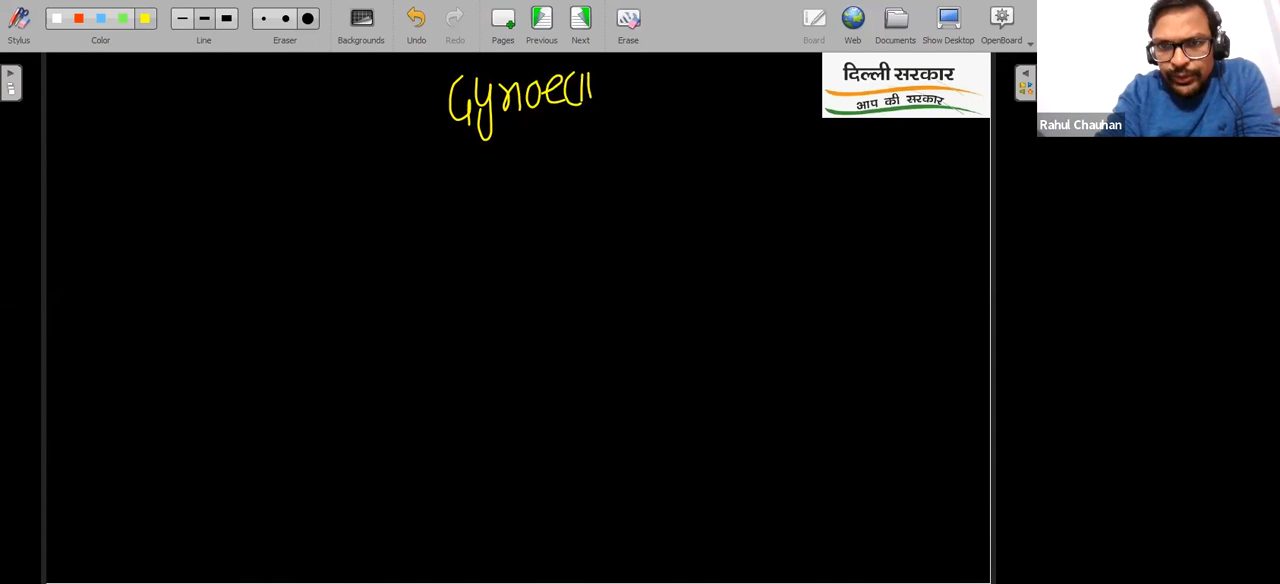 Stylus Color Line Eraser Backgrounds Undo Redo Pages Previous Next Erase Board Web Documents Show Desktop OpenBoard
Gynoeci
दिल्ली सरकार
आप की सरकार
Rahul Chauhan